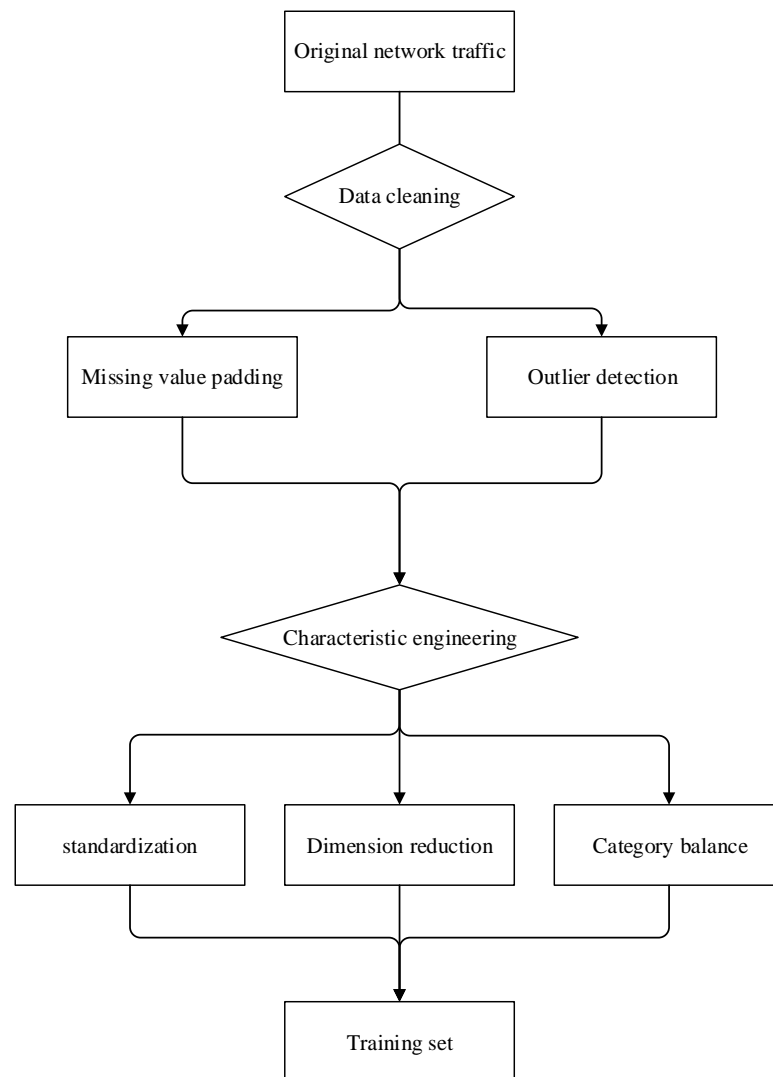 Original network traffic
Data cleaning
Missing value padding
Outlier detection
Characteristic engineering
standardization
Dimension reduction
Category balance
Training set